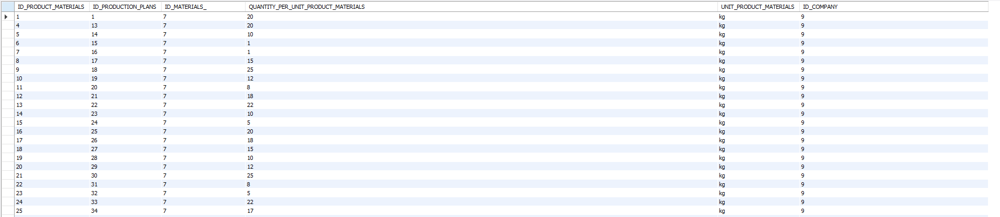 ID_PRODUCT_MATERIALS ID_PRODUCTION_PLANS ID_MATERIALS_ QUANTITY_PER_UNIT_PRODUCT_MATERIALS UNIT_PRODUCT_MATERIALS ID_COMPANY
1 1 7 20 kg 9
4 13 7 20 kg 9
5 14 7 10 kg 9
6 15 7 1 kg 9
7 16 7 1 kg 9
8 17 7 15 kg 9
9 18 7 25 kg 9
10 19 7 12 kg 9
11 20 7 8 kg 9
12 21 7 18 kg 9
13 22 7 22 kg 9
14 23 7 10 kg 9
15 24 7 5 kg 9
16 25 7 20 kg 9
17 26 7 18 kg 9
18 27 7 15 kg 9
19 28 7 10 kg 9
20 29 7 12 kg 9
21 30 7 25 kg 9
22 31 7 8 kg 9
23 32 7 5 kg 9
24 33 7 22 kg 9
25 34 7 17 kg 9